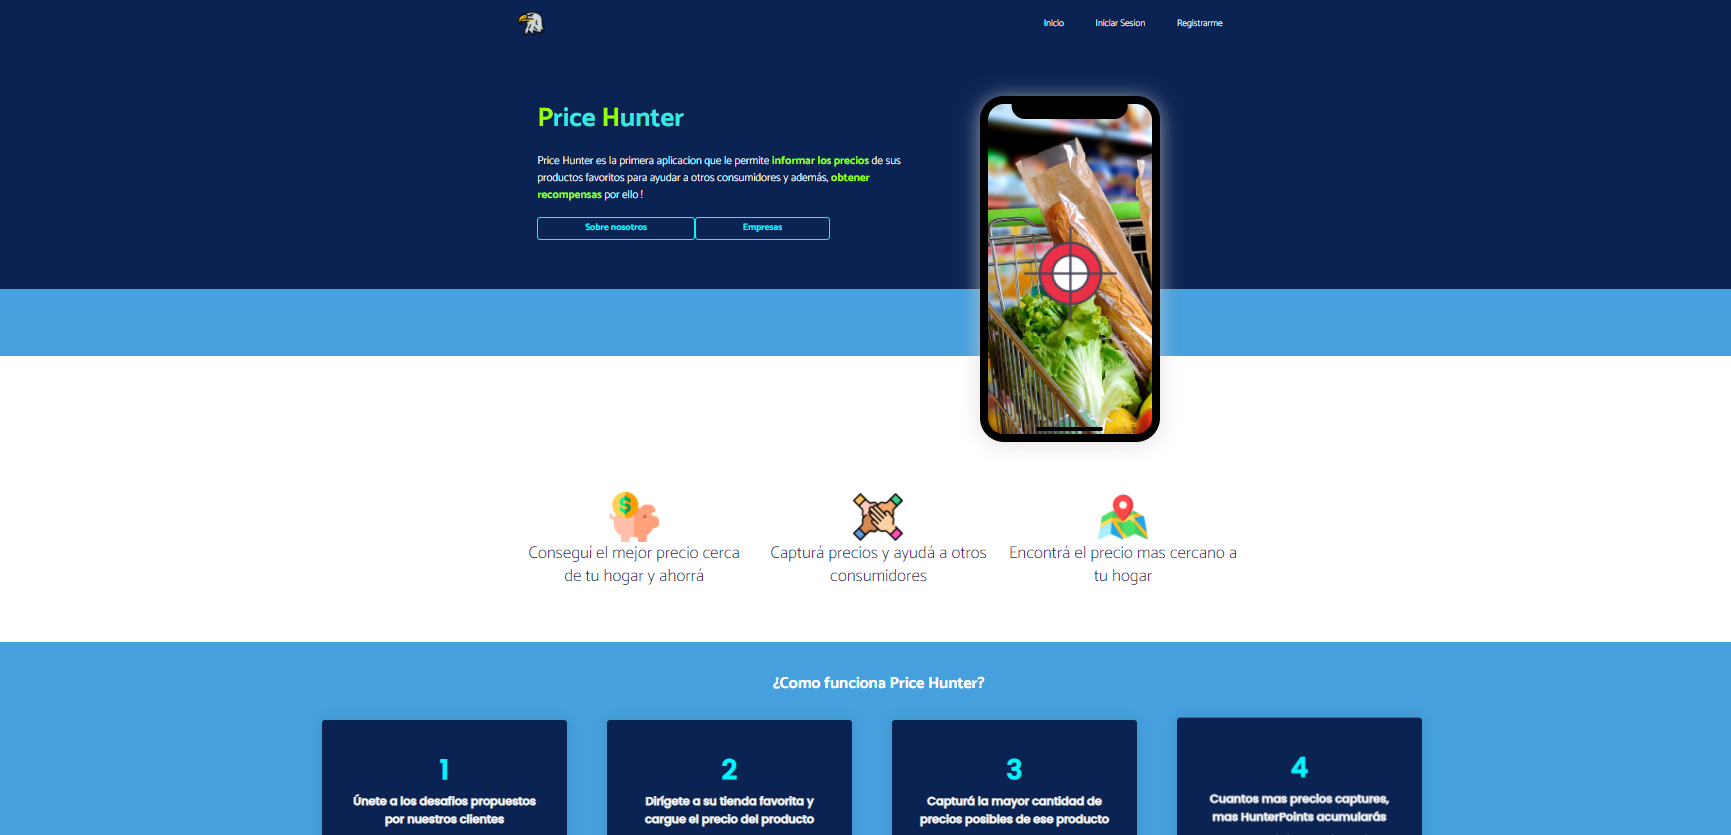 Inicio
Iniciar Sesion
Registrarme
Price Hunter
Price Hunter es la primera aplicacion que le permite informar los precios de sus
productos favoritos para ayudar a otros consumidores y además, obtener
recompensas por ello !
Sobre nosotros
Empresas
Conseguí el mejor precio cerca
de tu hogar y ahorrá
Capturá precios y ayudá a otros
consumidores
Encontrá el precio mas cercano a
tu hogar
¿Como funciona Price Hunter?
1
Únete a los desafios propuestos
por nuestros clientes
2
Dirígete a su tienda favorita y
cargue el precio del producto
3
Capturá la mayor cantidad de
precios posibles de ese producto
4
Cuantos mas precios captures,
mas HunterPoints acumularás